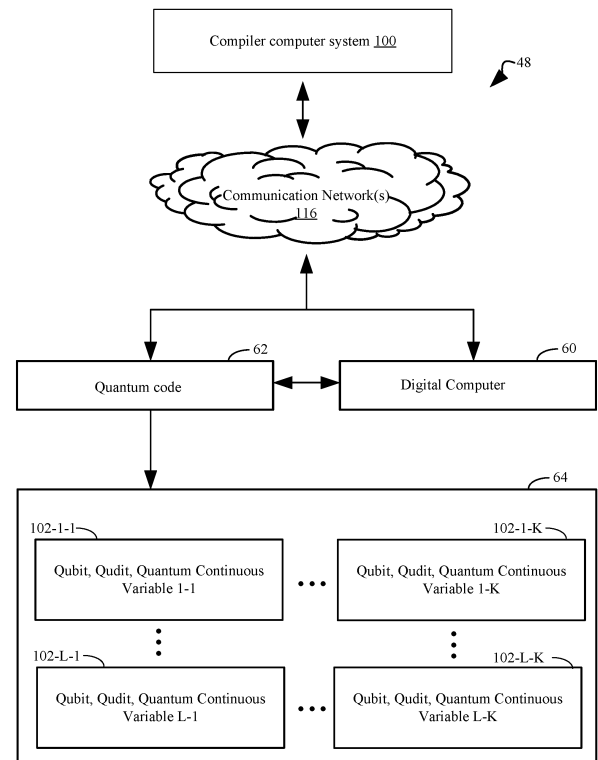 Compiler computer system 100
48
Communication Network(s)
116
62
60
Quantum code
Digital Computer
64
102-1-1
102-1-K
Qubit, Qudit, Quantum Continuous
Variable 1-1
Qubit, Qudit, Quantum Continuous
Variable 1-K
102-L-1
102-L-K
Qubit, Qudit, Quantum Continuous
Variable L-1
Qubit, Qudit, Quantum Continuous
Variable L-K